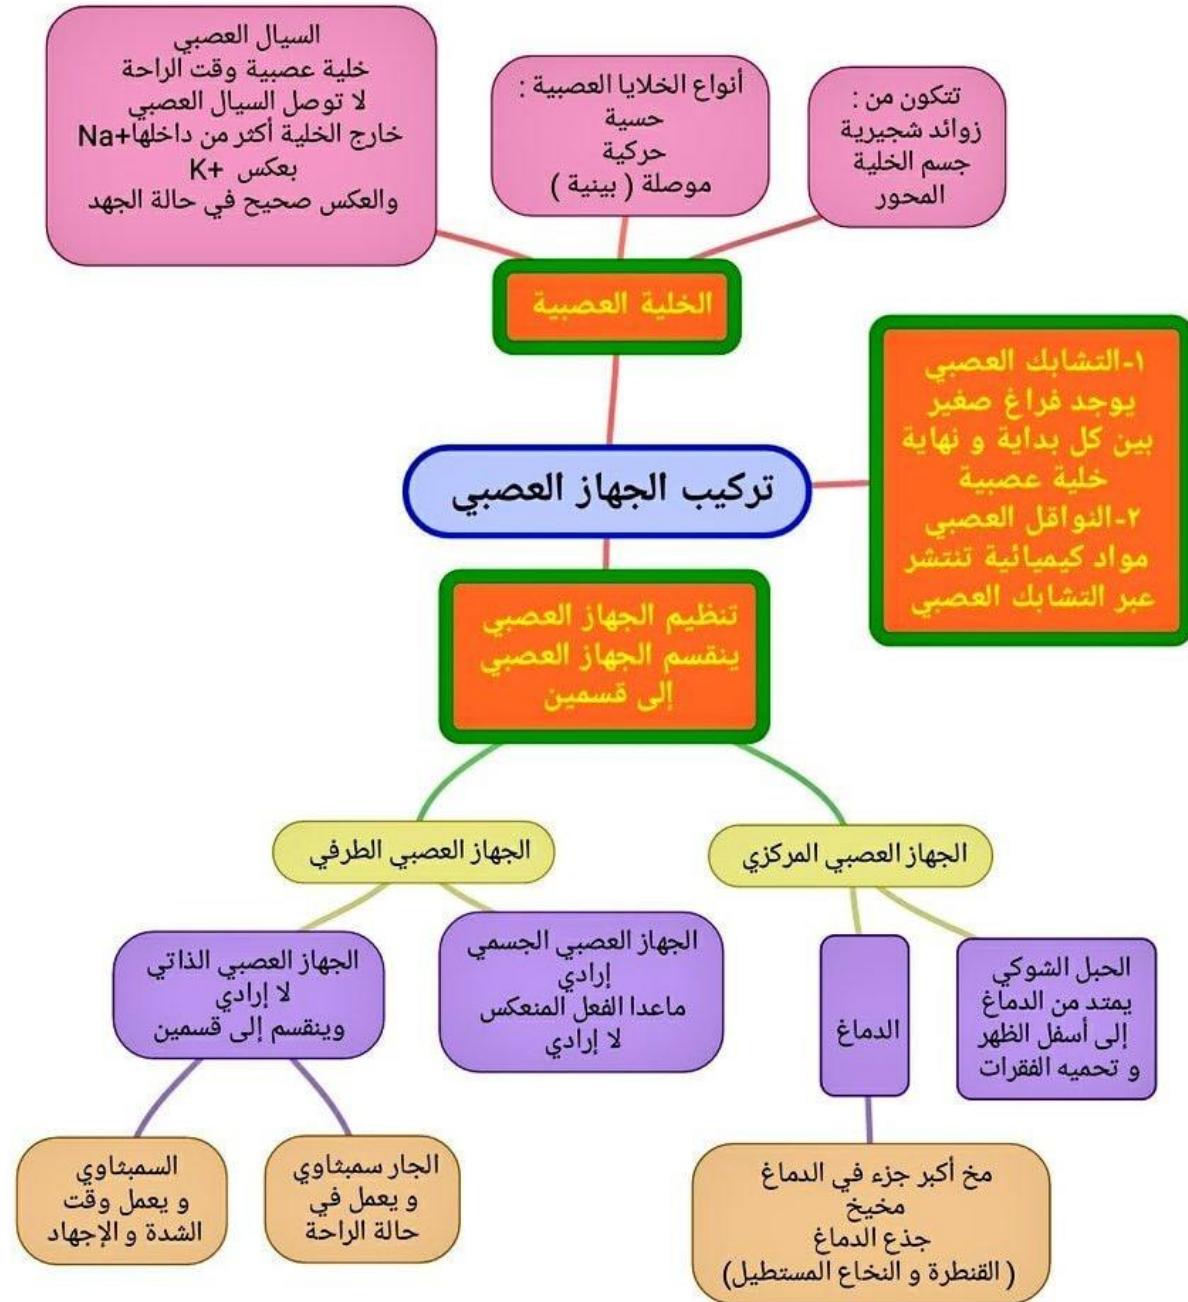 السيال العصبي
خلية عصبية وقت الراحة
لا توصل السيال العصبي
خارج الخلية أكثر من داخلها+Na
بعكس +K
والعكس صحيح في حالة الجهد
أنواع الخلايا العصبية :
حسية
حركية
موصلة ( بينية )
تتكون من :
زوائد شجيرية
جسم الخلية
المحور
الخلية العصبية
١-التشابك العصبي
يوجد فراغ صغير
بين كل بداية و نهاية
خلية عصبية
٢-النواقل العصبي
مواد كيميائية تنتشر
عبر التشابك العصبي
تركيب الجهاز العصبي
تنظيم الجهاز العصبي
ينقسم الجهاز العصبي
إلى قسمين
الجهاز العصبي المركزي
الجهاز العصبي الطرفي
الحبل الشوكي
يمتد من الدماغ
إلى أسفل الظهر
و تحميه الفقرات
الدماغ
الجهاز العصبي الجسمي
إرادي
ماعدا الفعل المنعكس
لا إرادي
الجهاز العصبي الذاتي
لا إرادي
وينقسم إلى قسمين
مخ أكبر جزء في الدماغ
مخيخ
جذع الدماغ
( القنطرة و النخاع المستطيل)
الجار سمبثاوي
و يعمل في
حالة الراحة
السمبثاوي
و يعمل وقت
الشدة و الإجهاد